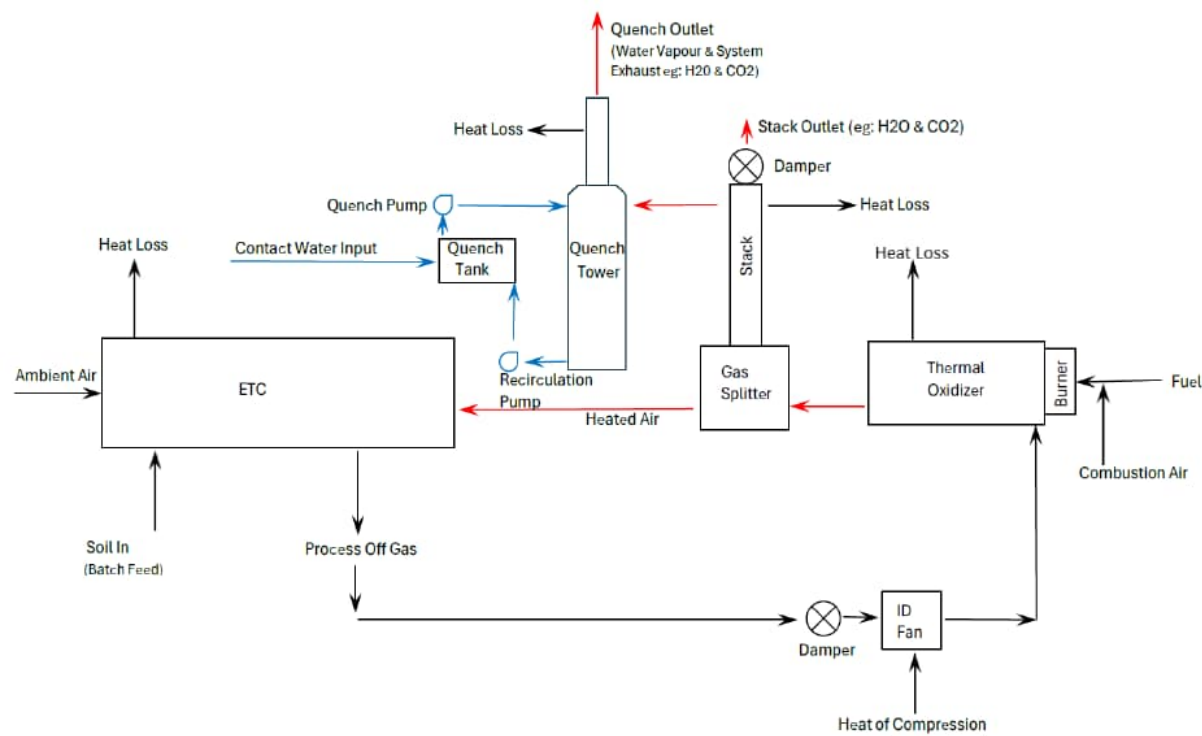 Quench Outlet
(Water Vapour & System
Exhaust eg: H20 & CO2)
Heat Loss
Stack Outlet (eg: H2O & CO2)
Damper
Quench Pump
Heat Loss
Heat Loss
Contact Water Input
Quench
Tank
Quench
Tower
Stack
Heat Loss
Ambient Air
ETC
Recirculation
Pump
Heated Air
Gas
Splitter
Thermal
Oxidizer
Burner
Fuel
Combustion Air
Soil In
(Batch Feed)
Process Off Gas
Damper
ID
Fan
Heat of Compression